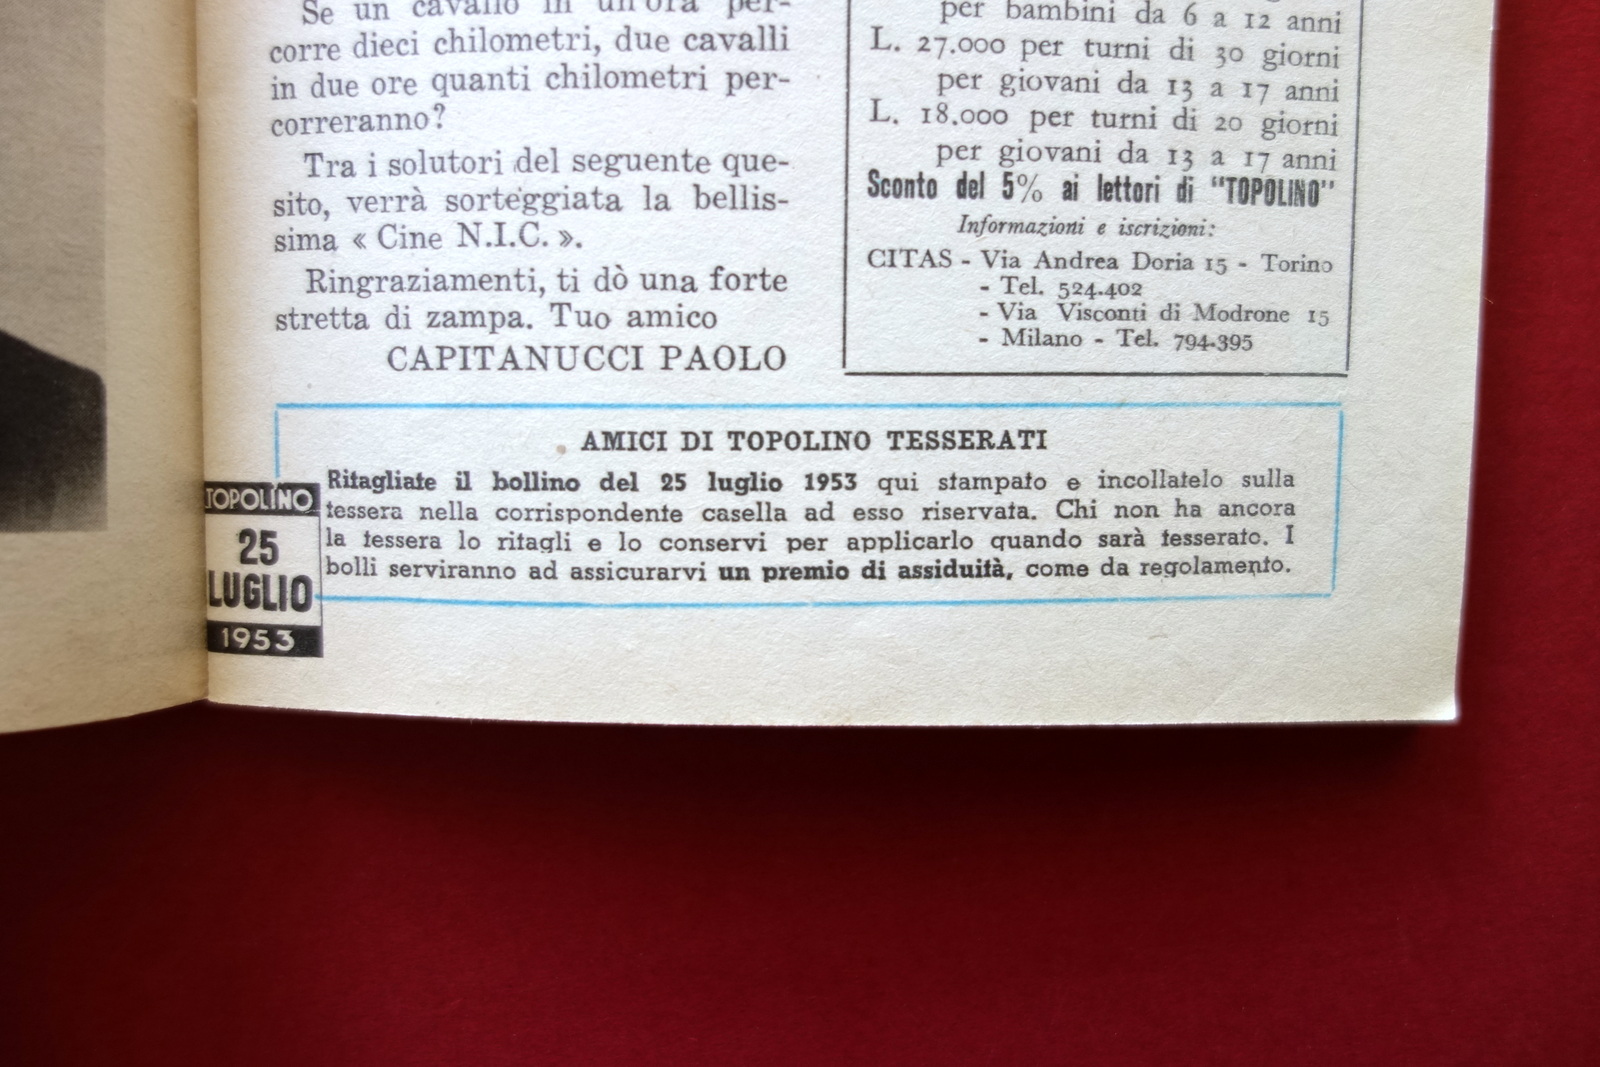 Se un cavallo in un'ora per-
corre dieci chilometri, due cavalli
in due ore quanti chilometri per-
correranno?
Tra i solutori del seguente que-
sito, verrà sorteggiata la bellis-
sima « Cine N.I.C. ».
Ringraziamenti, ti dò una forte
stretta di zampa. Tuo amico
CAPITANUCCI PAOLO
per bambini da 6 a 12 anni
L. 27.000 per turni di 30 giorni
per giovani da 13 a 17 anni
L. 18.000 per turni di 20 giorni
per giovani da 13 a 17 anni
Sconto del 5% ai lettori di "TOPOLINO"
Informazioni e iscrizioni:
CITAS - Via Andrea Doria 15 - Torino
- Tel. 524.402
- Via Visconti di Modrone 15
- Milano - Tel. 794.395
AMICI DI TOPOLINO TESSERATI
Ritagliate il bollino del 25 luglio 1953 qui stampato e incollatelo sulla
tessera nella corrispondente casella ad esso riservata. Chi non ha ancora
la tessera lo ritagli e lo conservi per applicarlo quando sarà tesserato. I
bolli serviranno ad assicurarvi un premio di assiduità, come da regolamento.
TOPOLINO
25
LUGLIO
1953